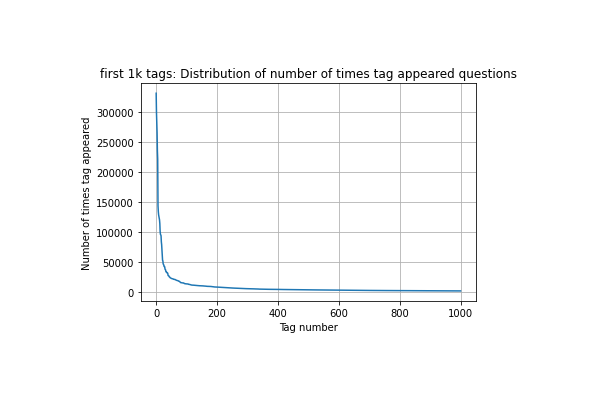 first 1k tags: Distribution of number of times tag appeared questions
Number of times tag appeared
300000
250000
200000
150000
100000
50000
0
0 200 400 600 800 1000
Tag number